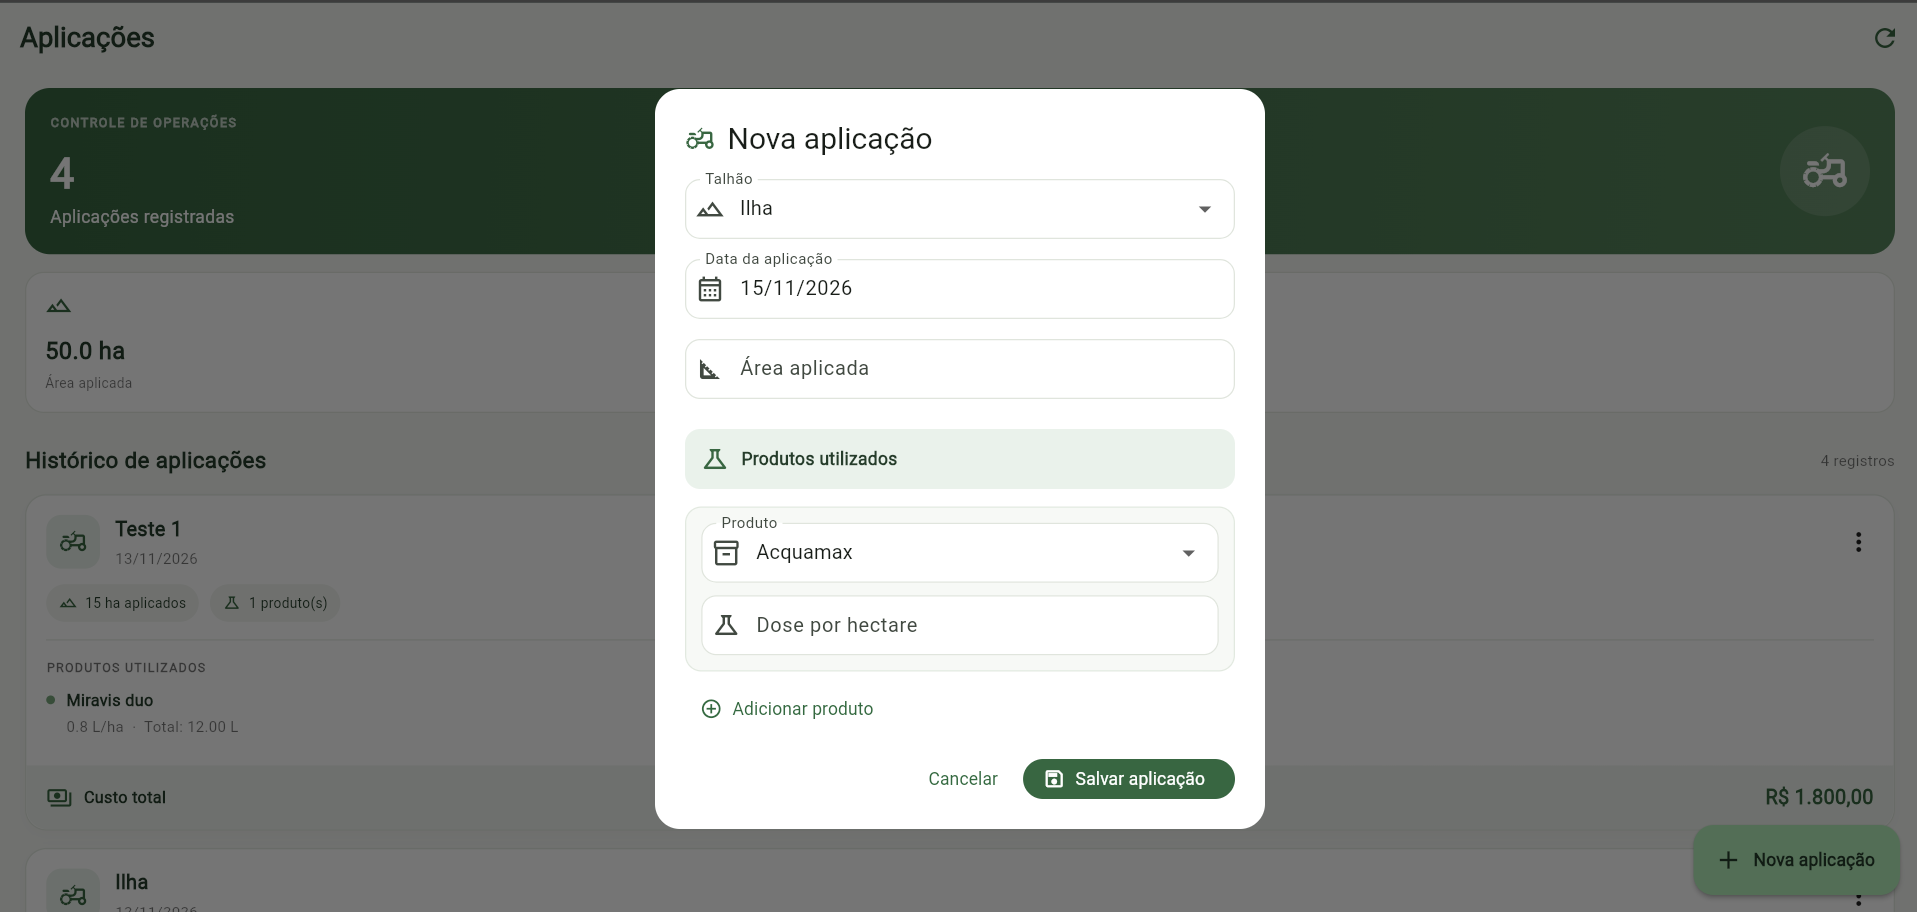 Aplicações
CONTROLE DE OPERAÇÕES
4
Aplicações registradas
50.0 ha
Área aplicada
Histórico de aplicações
4 registros
Teste 1
13/11/2026
15 ha aplicados
1 produto(s)
PRODUTOS UTILIZADOS
Miravis duo
0.8 L/ha · Total: 12.00 L
Custo total
R$ 1.800,00
Ilha
Nova aplicação
Nova aplicação
Talhão
Ilha
Data da aplicação
15/11/2026
Área aplicada
Produtos utilizados
Produto
Acquamax
Dose por hectare
Adicionar produto
Cancelar
Salvar aplicação